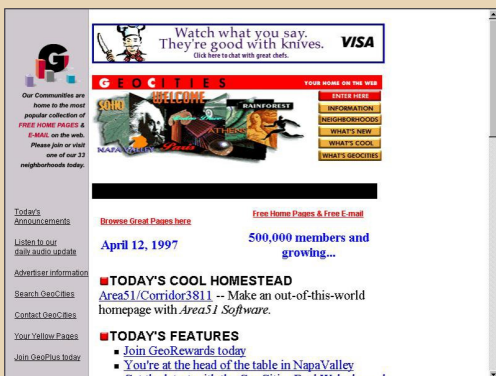 Watch what you say.
They're good with knives.
Click here to chat with great chefs.
VISA
G
Our Communities are
home to the most
popular collection of
FREE HOME PAGES &
E-MAIL on the web.
Please join or visit
one of our 33
neighborhoods today.
GEOCITIES
YOUR HOME ON THE WEB
WELCOME
SOHO
RAINFOREST
ATHENS
NAPA VALLEY
Paris
ENTER HERE
INFORMATION
NEIGHBORHOODS
WHAT'S NEW
WHAT'S COOL
WHAT'S GEOCITIES
Today's
Announcements
Listen to our
daily audio update
Advertiser information
Search GeoCities
Contact GeoCities
Your Yellow Pages
Join GeoPlus today
Browse Great Pages here
Free Home Pages & Free E-mail
April 12, 1997
500,000 members and
growing...
TODAY'S COOL HOMESTEAD
Area51/Corridor3811 -- Make an out-of-this-world
homepage with Area51 Software.
TODAY'S FEATURES
Join GeoRewards today
You're at the head of the table in NapaValley